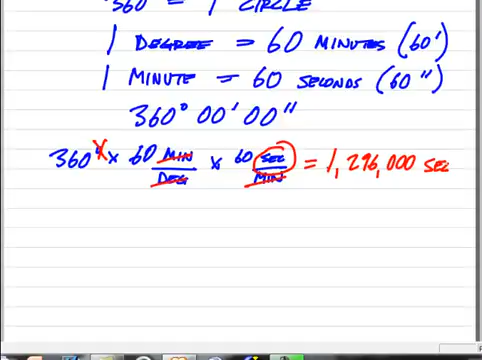 360° = 1 CIRCLE
1 DEGREE = 60 MINUTES (60')
1 MINUTE = 60 SECONDS (60")
360° 00' 00"
360° x 60 MIN/DEG x 60 SEC/MIN = 1,296,000 SEC